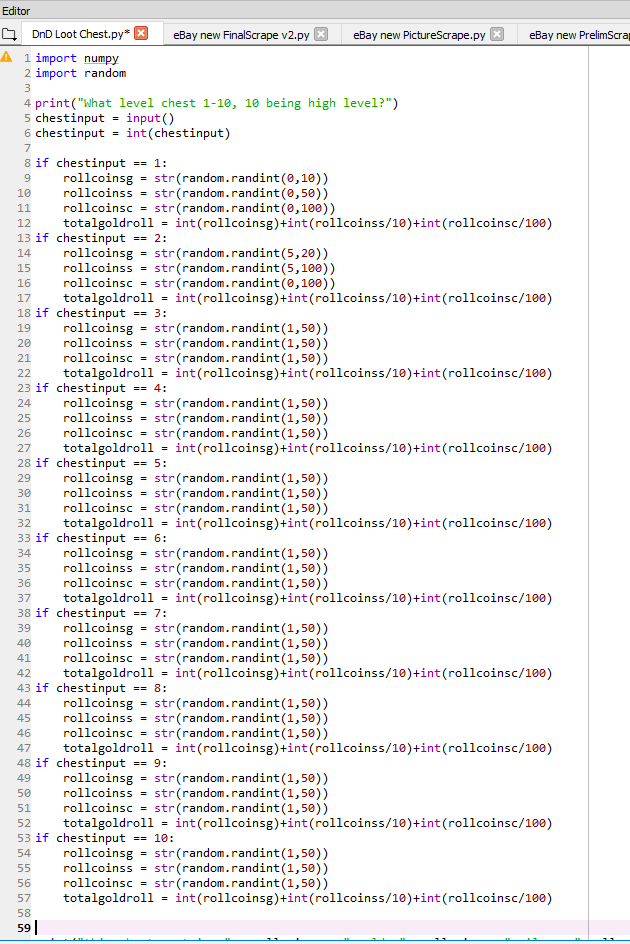 Editor
DnD Loot Chest.py* eBay new FinalScrape v2.py eBay new PictureScrape.py eBay new PrelimScrap
1 import numpy
2 import random
3
4 print("What level chest 1-10, 10 being high level?")
5 chestinput = input()
6 chestinput = int(chestinput)
7
8 if chestinput == 1:
9 rollcoinsg = str(random.randint(0,10))
10 rollcoinss = str(random.randint(0,50))
11 rollcoinsc = str(random.randint(0,100))
12 totalgoldroll = int(rollcoinsg)+int(rollcoinss/10)+int(rollcoinsc/100)
13 if chestinput == 2:
14 rollcoinsg = str(random.randint(5,20))
15 rollcoinss = str(random.randint(5,100))
16 rollcoinsc = str(random.randint(0,100))
17 totalgoldroll = int(rollcoinsg)+int(rollcoinss/10)+int(rollcoinsc/100)
18 if chestinput == 3:
19 rollcoinsg = str(random.randint(1,50))
20 rollcoinss = str(random.randint(1,50))
21 rollcoinsc = str(random.randint(1,50))
22 totalgoldroll = int(rollcoinsg)+int(rollcoinss/10)+int(rollcoinsc/100)
23 if chestinput == 4:
24 rollcoinsg = str(random.randint(1,50))
25 rollcoinss = str(random.randint(1,50))
26 rollcoinsc = str(random.randint(1,50))
27 totalgoldroll = int(rollcoinsg)+int(rollcoinss/10)+int(rollcoinsc/100)
28 if chestinput == 5:
29 rollcoinsg = str(random.randint(1,50))
30 rollcoinss = str(random.randint(1,50))
31 rollcoinsc = str(random.randint(1,50))
32 totalgoldroll = int(rollcoinsg)+int(rollcoinss/10)+int(rollcoinsc/100)
33 if chestinput == 6:
34 rollcoinsg = str(random.randint(1,50))
35 rollcoinss = str(random.randint(1,50))
36 rollcoinsc = str(random.randint(1,50))
37 totalgoldroll = int(rollcoinsg)+int(rollcoinss/10)+int(rollcoinsc/100)
38 if chestinput == 7:
39 rollcoinsg = str(random.randint(1,50))
40 rollcoinss = str(random.randint(1,50))
41 rollcoinsc = str(random.randint(1,50))
42 totalgoldroll = int(rollcoinsg)+int(rollcoinss/10)+int(rollcoinsc/100)
43 if chestinput == 8:
44 rollcoinsg = str(random.randint(1,50))
45 rollcoinss = str(random.randint(1,50))
46 rollcoinsc = str(random.randint(1,50))
47 totalgoldroll = int(rollcoinsg)+int(rollcoinss/10)+int(rollcoinsc/100)
48 if chestinput == 9:
49 rollcoinsg = str(random.randint(1,50))
50 rollcoinss = str(random.randint(1,50))
51 rollcoinsc = str(random.randint(1,50))
52 totalgoldroll = int(rollcoinsg)+int(rollcoinss/10)+int(rollcoinsc/100)
53 if chestinput == 10:
54 rollcoinsg = str(random.randint(1,50))
55 rollcoinss = str(random.randint(1,50))
56 rollcoinsc = str(random.randint(1,50))
57 totalgoldroll = int(rollcoinsg)+int(rollcoinss/10)+int(rollcoinsc/100)
58
59